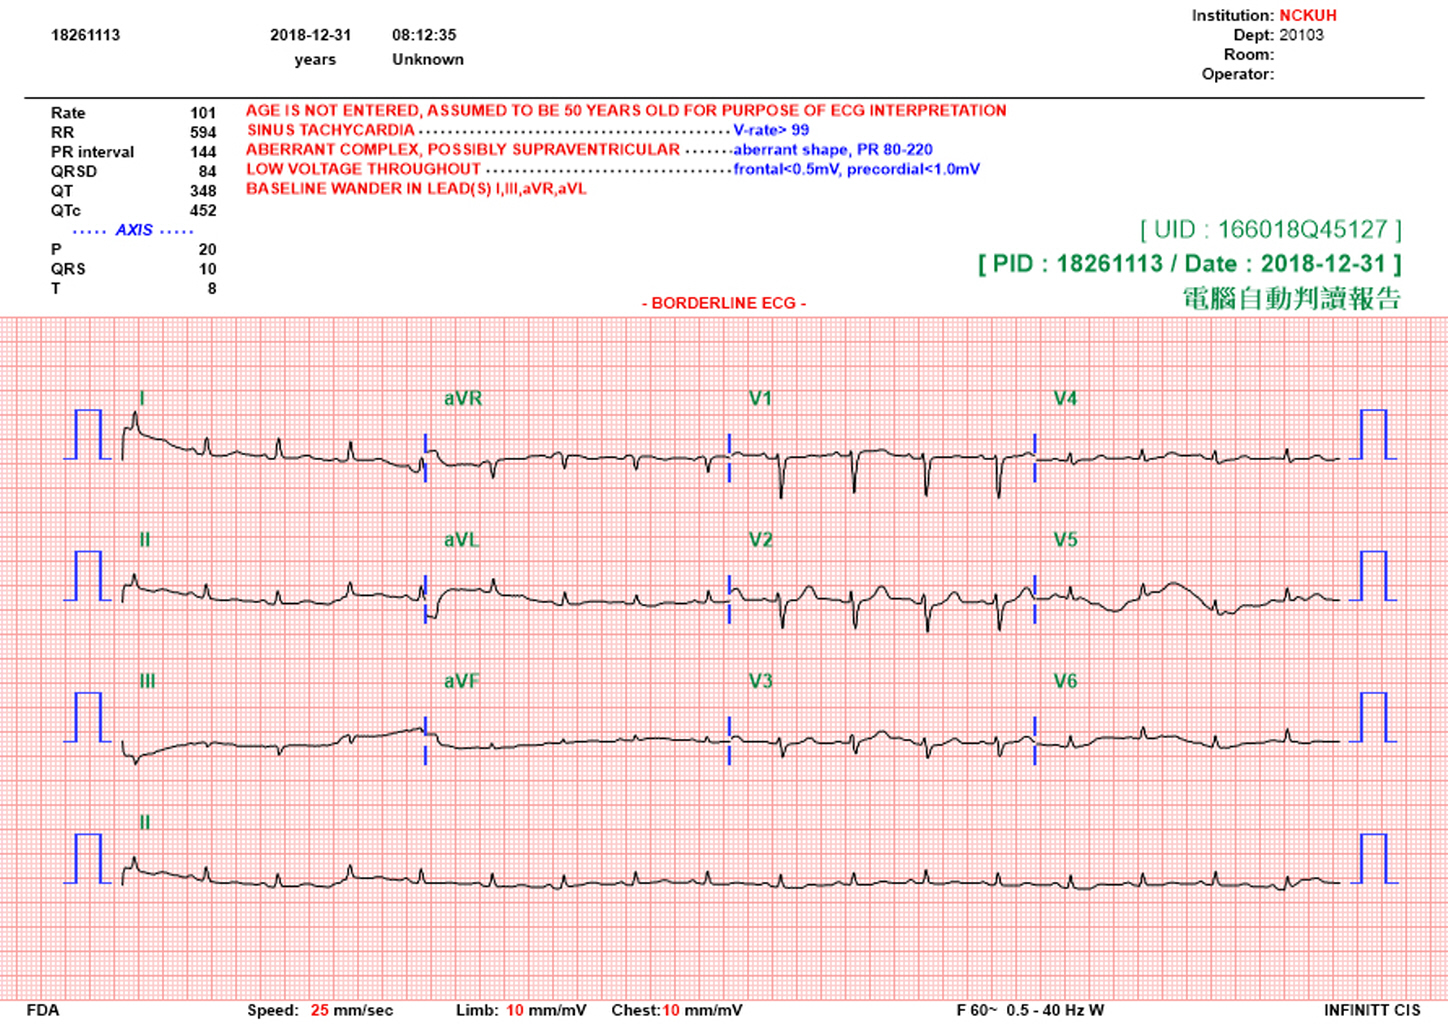 Institution: NCKUH
18261113 2018-12-31 08:12:35 Dept: 20103
years Unknown Room:
Operator:
Rate 101 AGE IS NOT ENTERED, ASSUMED TO BE 50 YEARS OLD FOR PURPOSE OF ECG INTERPRETATION
RR 594 SINUS TACHYCARDIA ........................................ V-rate> 99
PR interval 144 ABERRANT COMPLEX, POSSIBLY SUPRAVENTRICULAR ....... aberrant shape, PR 80-220
QRSD 84 LOW VOLTAGE THROUGHOUT ................................ frontal<0.5mV, precordial<1.0mV
QT 348 BASELINE WANDER IN LEAD(S) I,III,aVR,aVL
QTc 452
..... AXIS .....
P 20
QRS 10
T 8
[ UID : 166018Q45127 ]
[ PID : 18261113 / Date : 2018-12-31 ]
電腦自動判讀報告
- BORDERLINE ECG -
I aVR V1 V4
II aVL V2 V5
III aVF V3 V6
II
FDA Speed: 25 mm/sec Limb: 10 mm/mV Chest:10 mm/mV F 60~ 0.5 - 40 Hz W INFINITT CIS